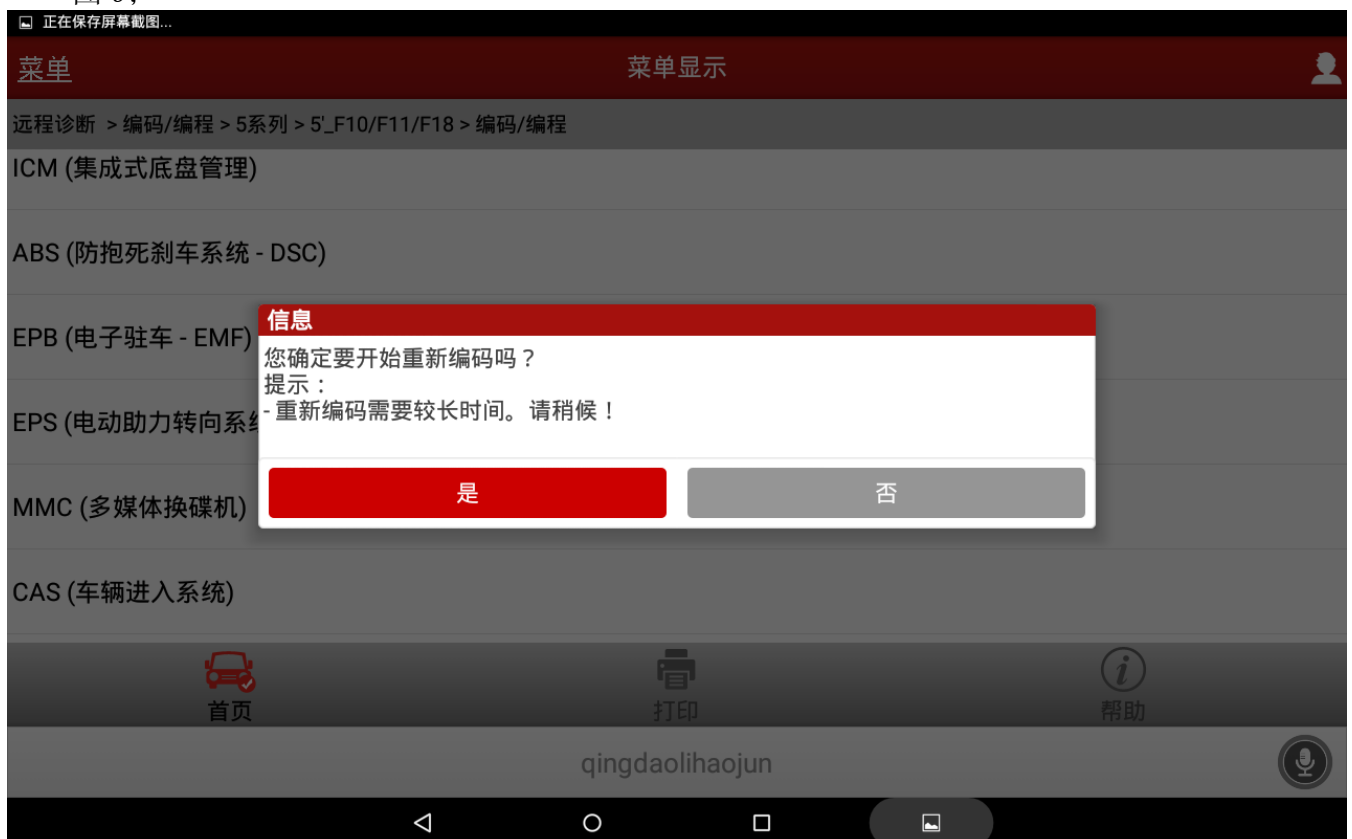 正在保存屏幕截图...
菜单
菜单显示
远程诊断 > 编码/编程 > 5系列 > 5'_F10/F11/F18 > 编码/编程
ICM (集成式底盘管理)
ABS (防抱死刹车系统 - DSC)
EPB (电子驻车 - EMF)
信息
您确定要开始重新编码吗？
提示：
- 重新编码需要较长时间。请稍候！
EPS (电动助力转向系
是
否
MMC (多媒体换碟机)
CAS (车辆进入系统)
首页
打印
帮助
qingdaolihaojun